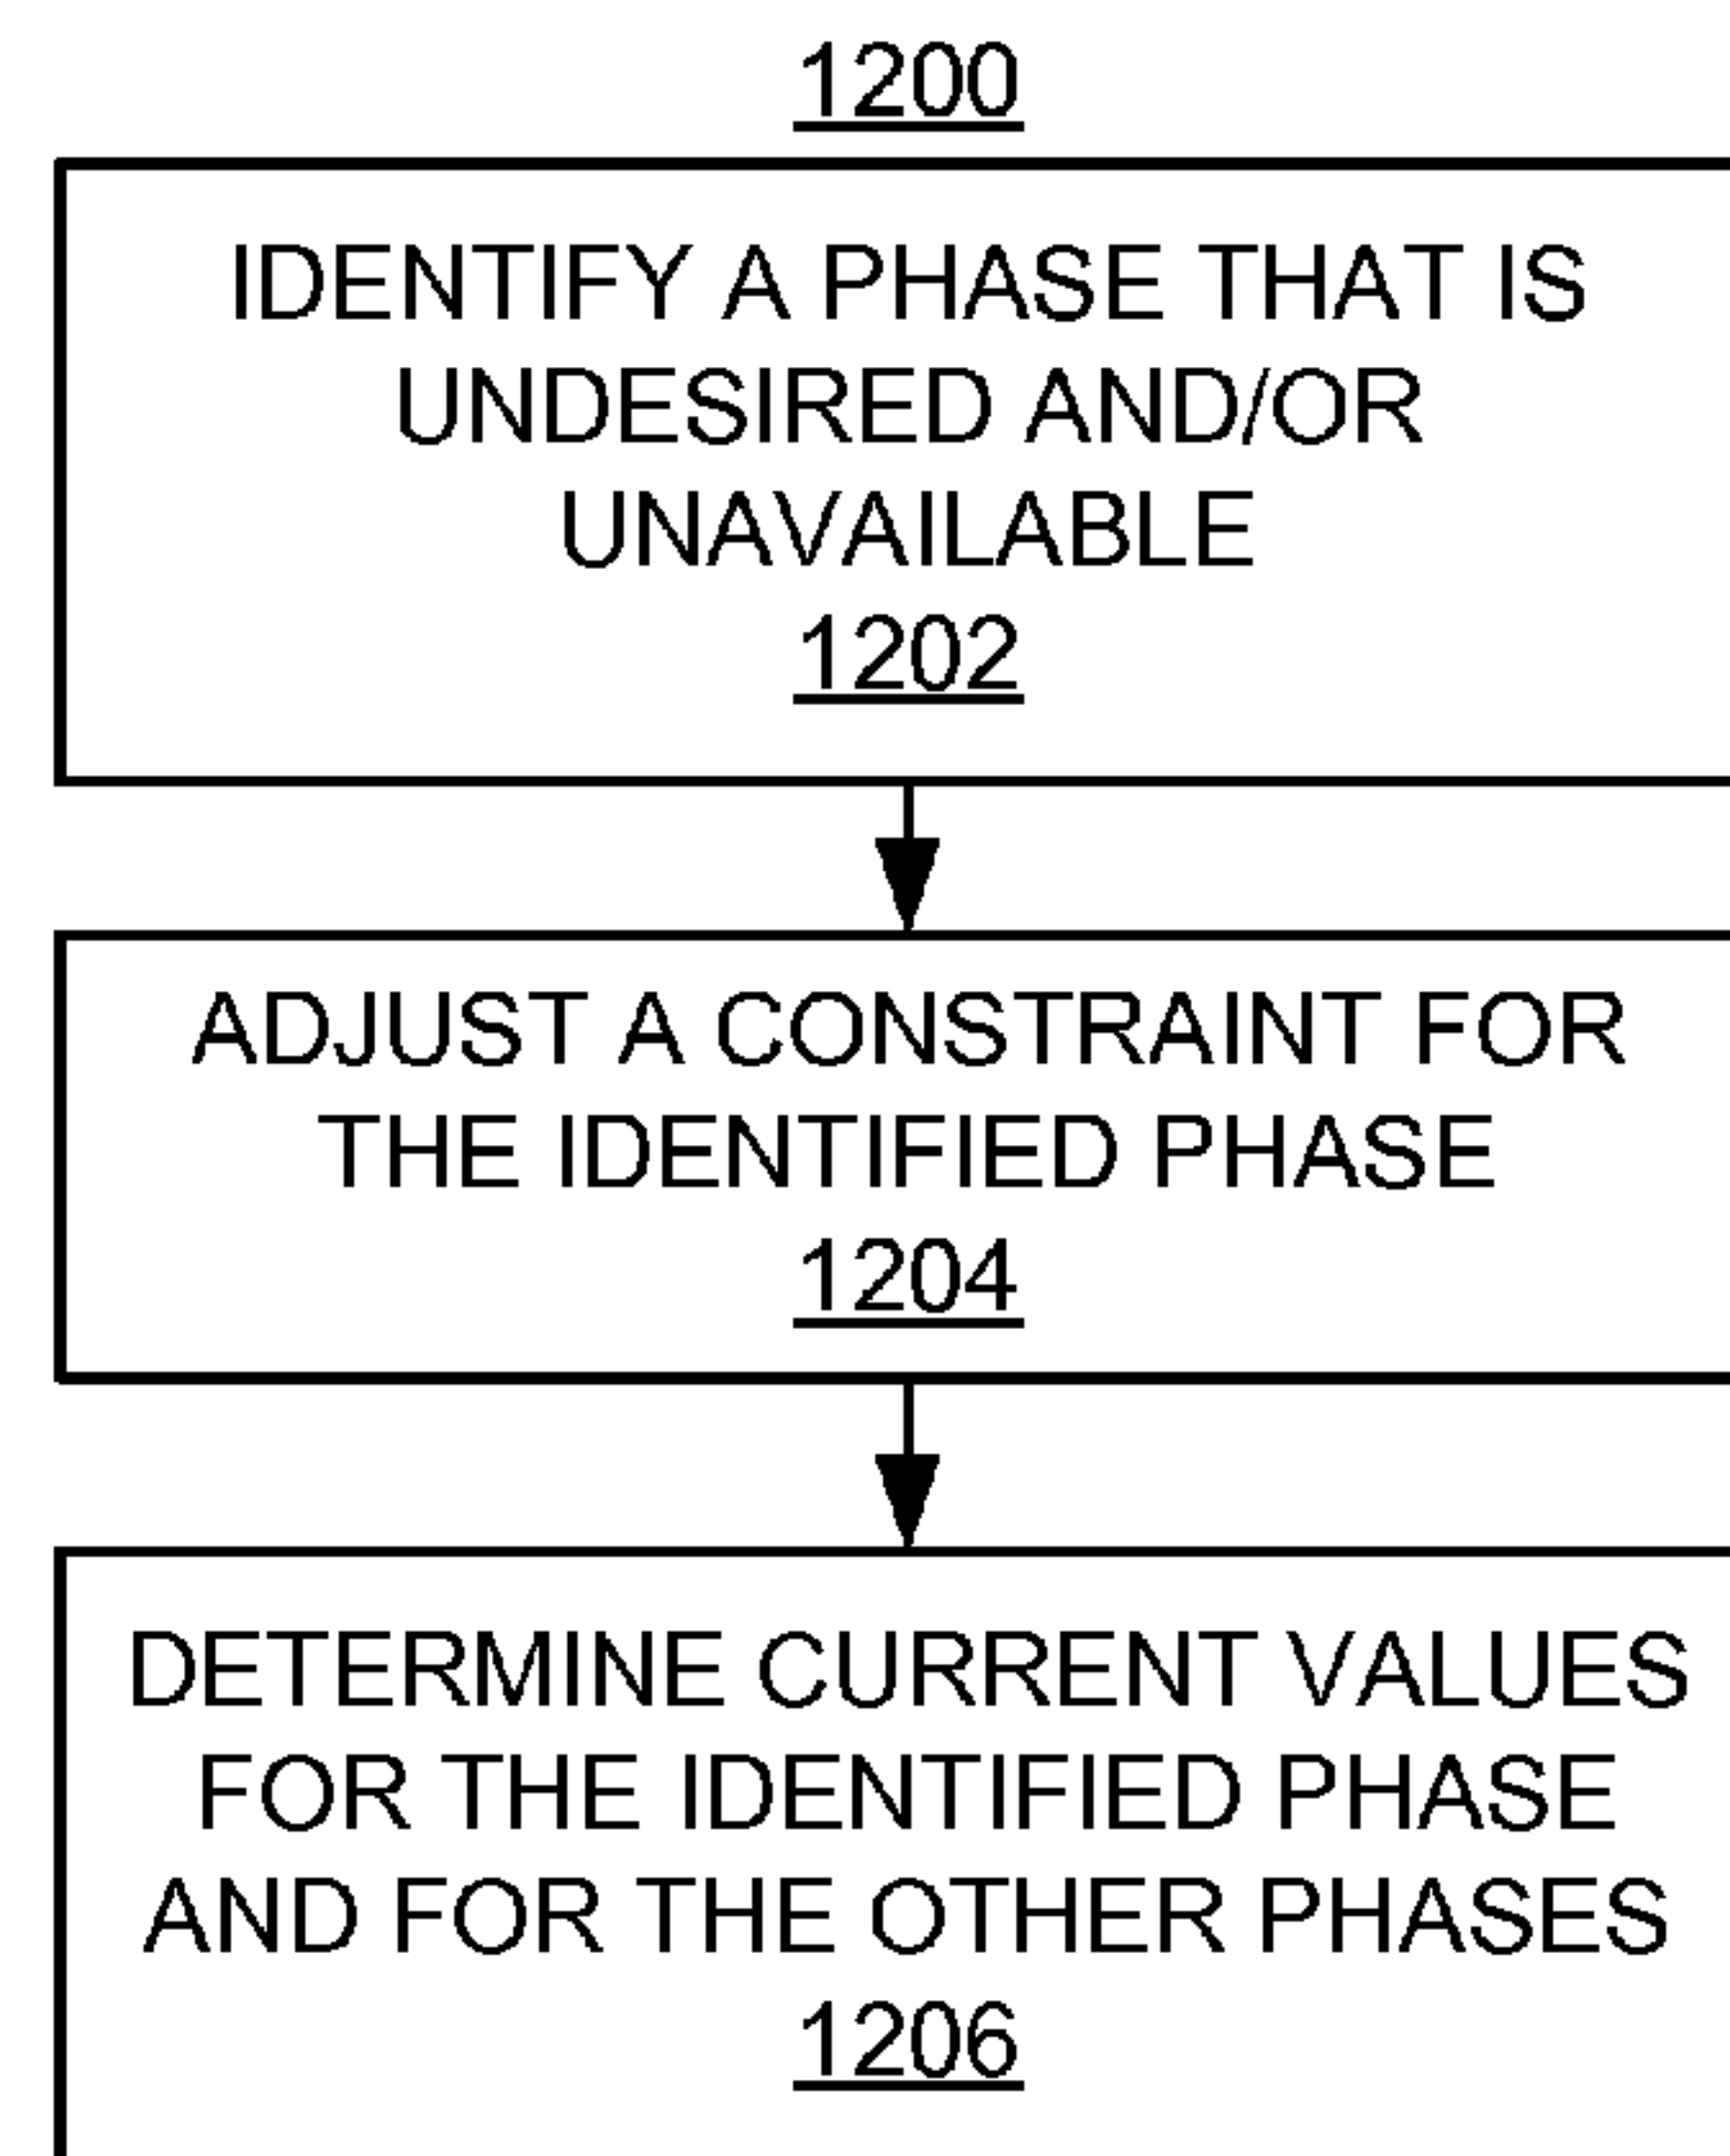 1200
IDENTIFY A PHASE THAT IS
UNDESIRED AND/OR
UNAVAILABLE
1202
ADJUST A CONSTRAINT FOR
THE IDENTIFIED PHASE
1204
DETERMINE CURRENT VALUES
FOR THE IDENTIFIED PHASE
AND FOR THE OTHER PHASES
1206